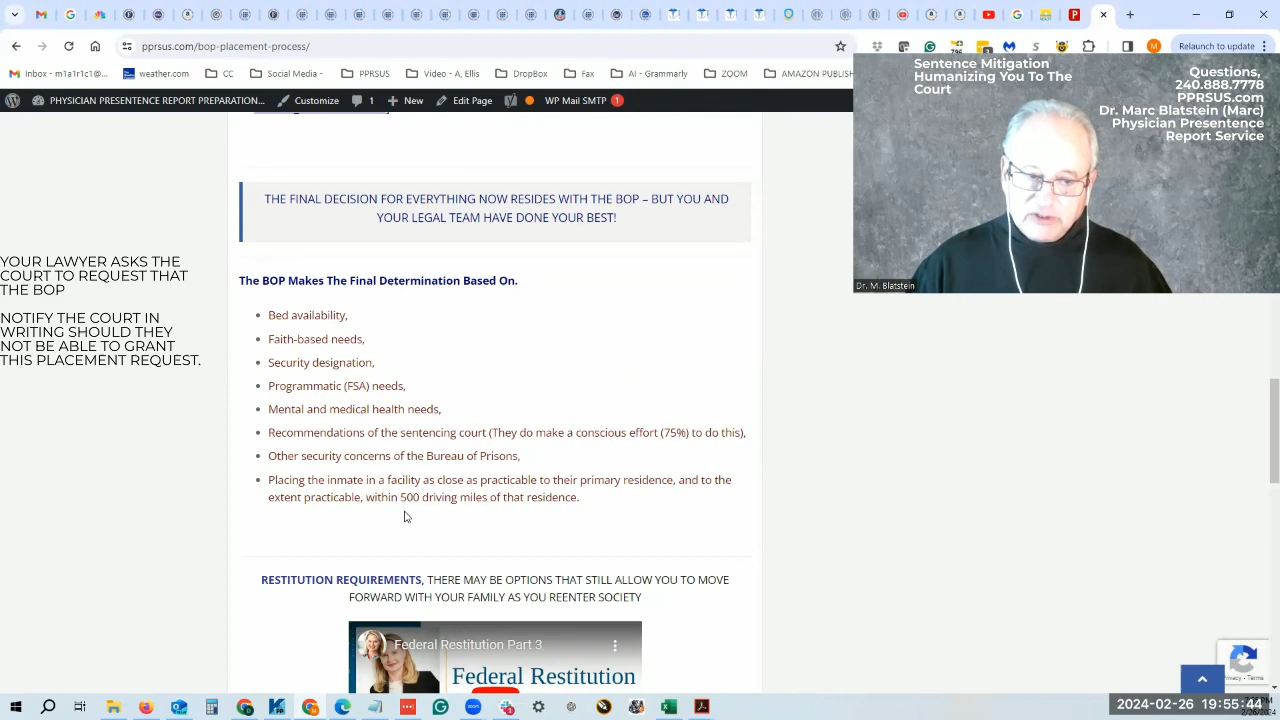 pprsus.com/bop-placement-process/
Relaunch to update
Inbox - m1a1r1c1@...
weather.com
CC
Social Media -
PPRSUS
Video - A. Ellis
DropBox
Fax
AI - Grammarly
ZOOM
AMAZON PUBLISH
PHYSICIAN PRESENTENCE REPORT PREPARATION...
Customize
1
New
Edit Page
WP Mail SMTP
1
Sentence Mitigation
Humanizing You To The
Court
Questions,
240.888.7778
PPRSUS.com
Dr. Marc Blatstein (Marc)
Physician Presentence
Report Service
Dr. M. Blatstein
YOUR LAWYER ASKS THE
COURT TO REQUEST THAT
THE BOP
NOTIFY THE COURT IN
WRITING SHOULD THEY
NOT BE ABLE TO GRANT
THIS PLACEMENT REQUEST.
THE FINAL DECISION FOR EVERYTHING NOW RESIDES WITH THE BOP – BUT YOU AND
YOUR LEGAL TEAM HAVE DONE YOUR BEST!
The BOP Makes The Final Determination Based On.
Bed availability,
Faith-based needs,
Security designation,
Programmatic (FSA) needs,
Mental and medical health needs,
Recommendations of the sentencing court (They do make a conscious effort (75%) to do this),
Other security concerns of the Bureau of Prisons,
Placing the inmate in a facility as close as practicable to their primary residence, and to the
extent practicable, within 500 driving miles of that residence.
RESTITUTION REQUIREMENTS, THERE MAY BE OPTIONS THAT STILL ALLOW YOU TO MOVE
FORWARD WITH YOUR FAMILY AS YOU REENTER SOCIETY
Federal Restitution Part 3
Federal Restitution
Privacy - Terms
2024-02-26 19:55:44